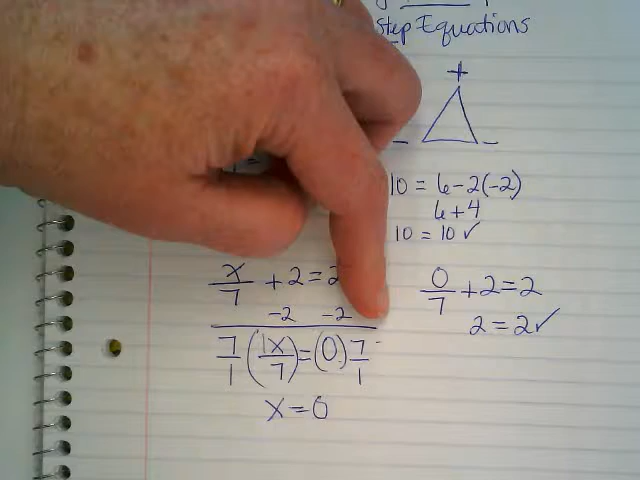 step Equations
+
- -
10 = 6 - 2(-2)
6 + 4
10 = 10 ✓
x/7 + 2 = 2
-2 -2
7/1 (1x/7) = (0) 7/1
x = 0
0/7 + 2 = 2
2 = 2 ✓